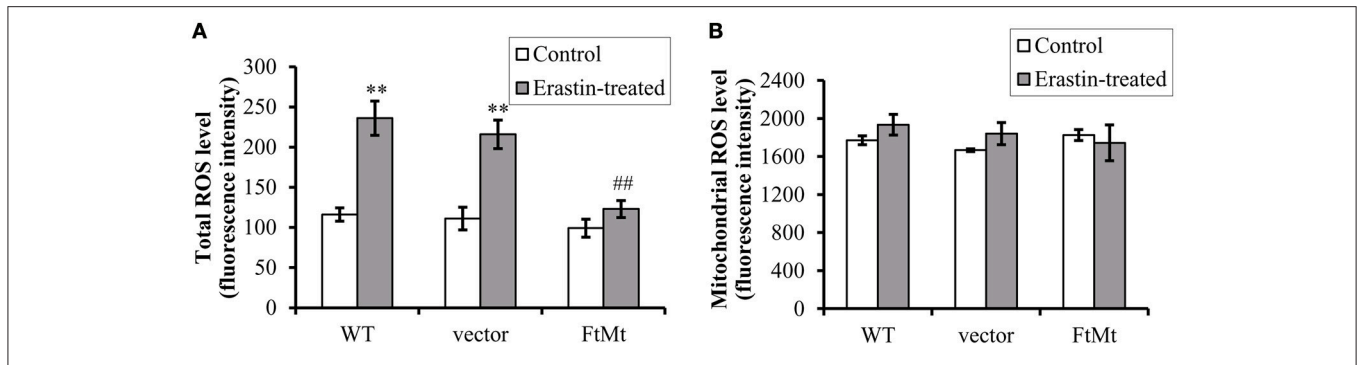 A
Control
Erastin-treated
Total ROS level
(fluorescence intensity)
300
250
200
150
100
50
0
**
**
##
WT
vector
FtMt
B
Control
Erastin-treated
Mitochondrial ROS level
(fluorescence intensity)
2400
2000
1600
1200
800
400
0
WT
vector
FtMt